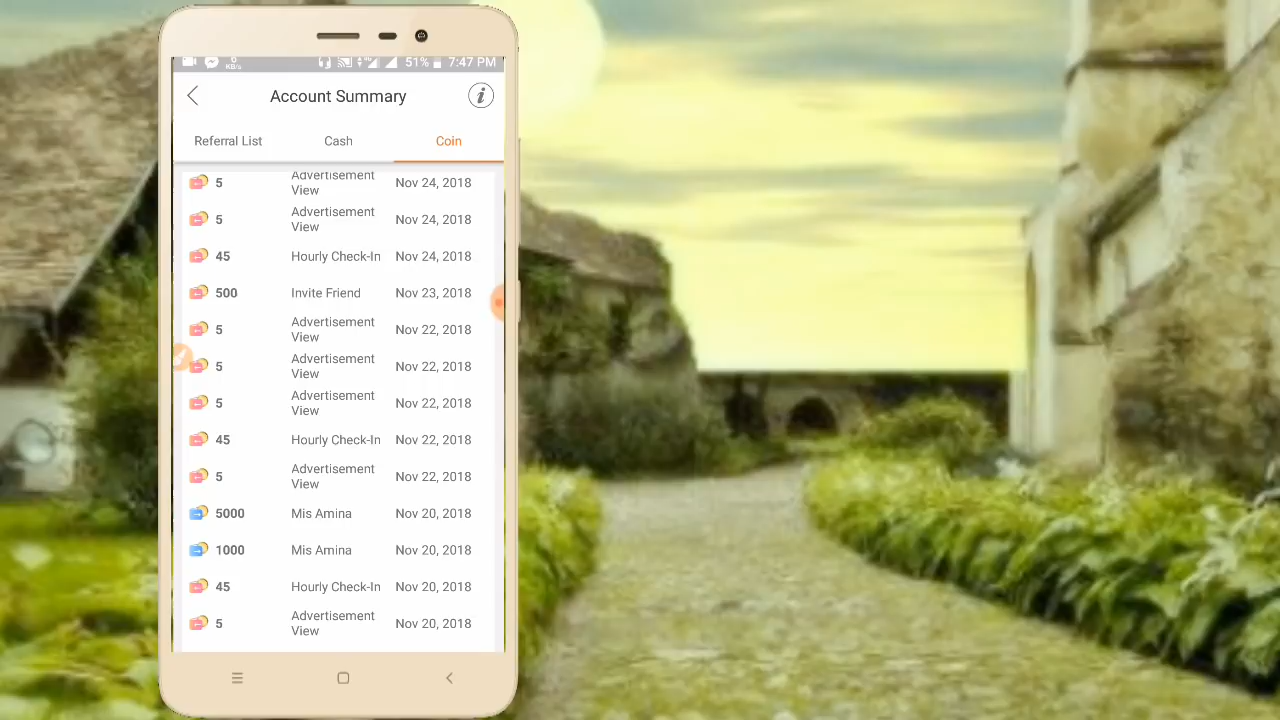 0
KB/s
4G
51%
7:47 PM
Account Summary
i
Referral List
Cash
Coin
5 Advertisement View Nov 24, 2018
5 Advertisement View Nov 24, 2018
45 Hourly Check-In Nov 24, 2018
500 Invite Friend Nov 23, 2018
5 Advertisement View Nov 22, 2018
5 Advertisement View Nov 22, 2018
5 Advertisement View Nov 22, 2018
45 Hourly Check-In Nov 22, 2018
5 Advertisement View Nov 22, 2018
5000 Mis Amina Nov 20, 2018
1000 Mis Amina Nov 20, 2018
45 Hourly Check-In Nov 20, 2018
5 Advertisement View Nov 20, 2018